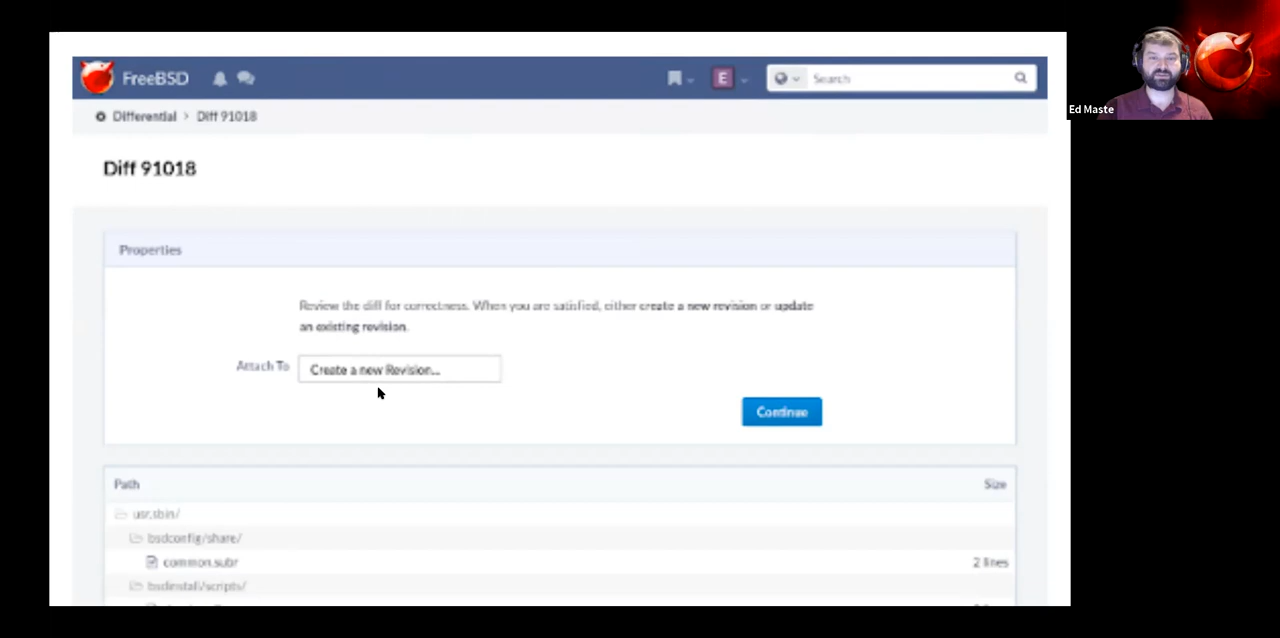 FreeBSD
E
Search
Ed Maste
Differential > Diff 91018
Diff 91018
Properties
Review the diff for correctness. When you are satisfied, either create a new revision or update
an existing revision.
Attach To
Create a new Revision...
Continue
Path
Size
usr.sbin/
bsdconfig/share/
common.subr
2 lines
bsdinstall/scripts/